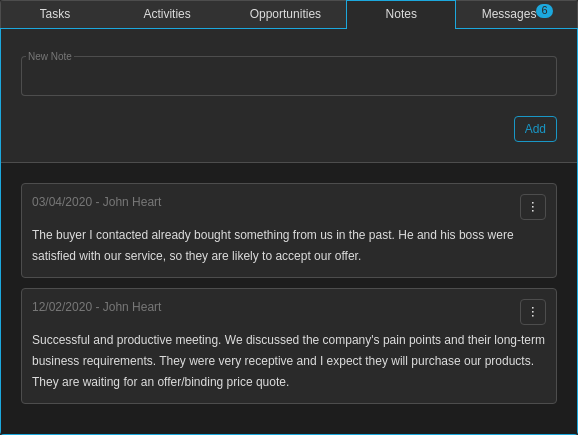 Tasks Activities Opportunities Notes Messages 6
New Note
Add
03/04/2020 - John Heart
The buyer I contacted already bought something from us in the past. He and his boss were
satisfied with our service, so they are likely to accept our offer.
12/02/2020 - John Heart
Successful and productive meeting. We discussed the company's pain points and their long-term
business requirements. They were very receptive and I expect they will purchase our products.
They are waiting for an offer/binding price quote.